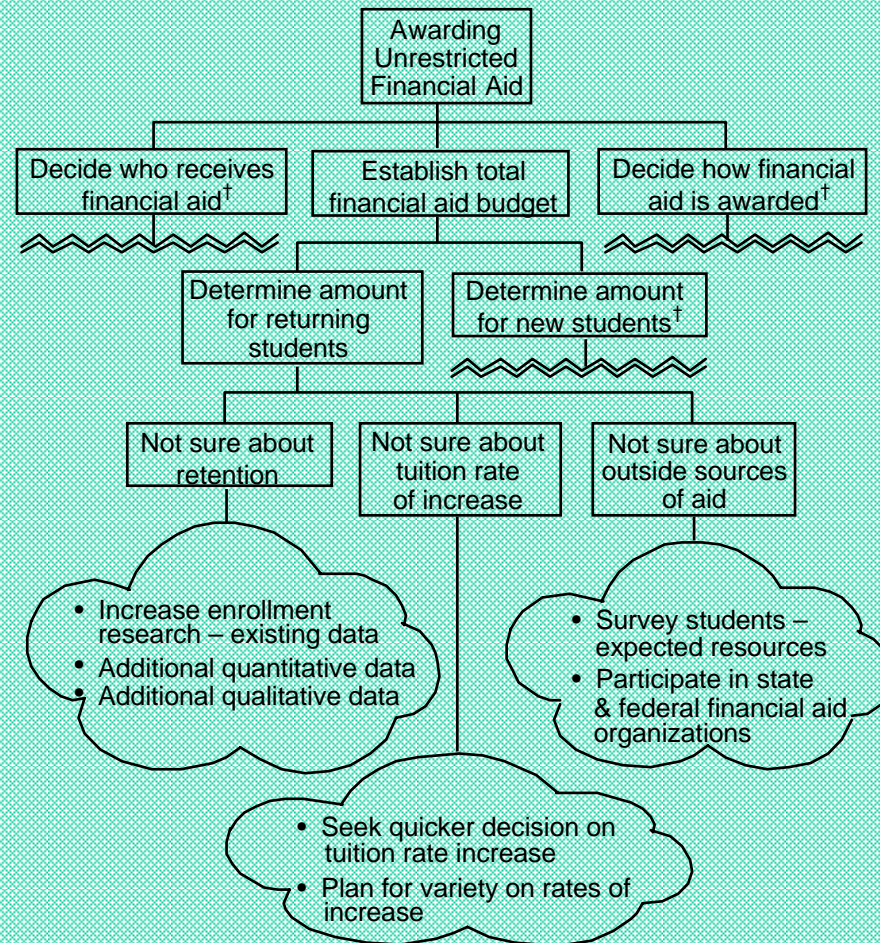 Awarding
Unrestricted
Financial Aid
Decide who receives
financial aid†
Establish total
financial aid budget
Decide how financial
aid is awarded†
Determine amount
for returning
students
Determine amount
for new students†
Not sure about
retention
Not sure about
tuition rate
of increase
Not sure about
outside sources
of aid
• Increase enrollment
research – existing data
• Additional quantitative data
• Additional qualitative data
• Survey students –
expected resources
• Participate in state
& federal financial aid
organizations
• Seek quicker decision on
tuition rate increase
• Plan for variety on rates of
increase